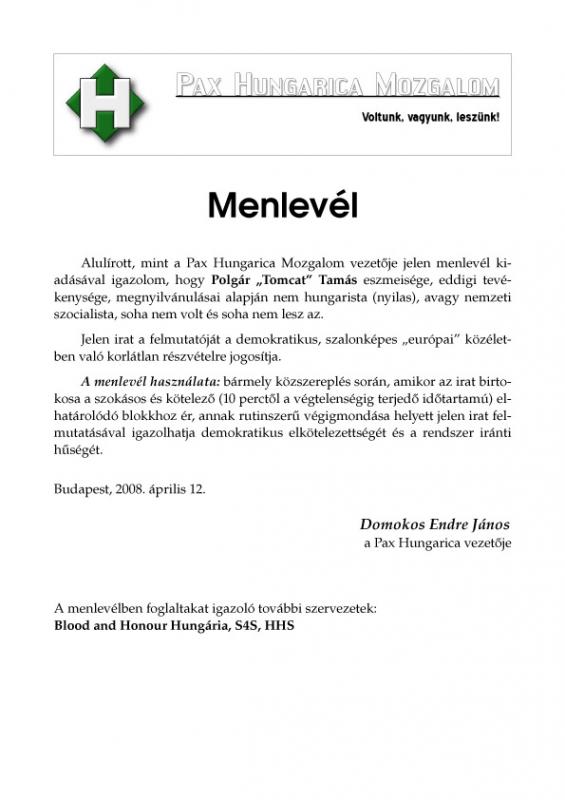 H
PAX HUNGARICA MOZGALOM
Voltunk, vagyunk, leszünk!
Menlevél
Alulírott, mint a Pax Hungarica Mozgalom vezetője jelen menlevél ki-
adásával igazolom, hogy Polgár „Tomcat” Tamás eszmeisége, eddigi tevé-
kenysége, megnyilvánulásai alapján nem hungarista (nyilas), avagy nemzeti
szocialista, soha nem volt és soha nem lesz az.
Jelen irat a felmutatóját a demokratikus, szalonképes „európai” közélet-
ben való korlátlan részvételre jogosítja.
A menlevél használata: bármely közszereplés során, amikor az irat birto-
kosa a szokásos és kötelező (10 perctől a végtelenségig terjedő időtartamú) el-
határolódó blokkhoz ér, annak rutinszerű végigmondása helyett jelen irat fel-
mutatásával igazolhatja demokratikus elkötelezettségét és a rendszer iránti
hűségét.
Budapest, 2008. április 12.
Domokos Endre János
a Pax Hungarica vezetője
A menlevélben foglaltakat igazoló további szervezetek:
Blood and Honour Hungária, S4S, HHS